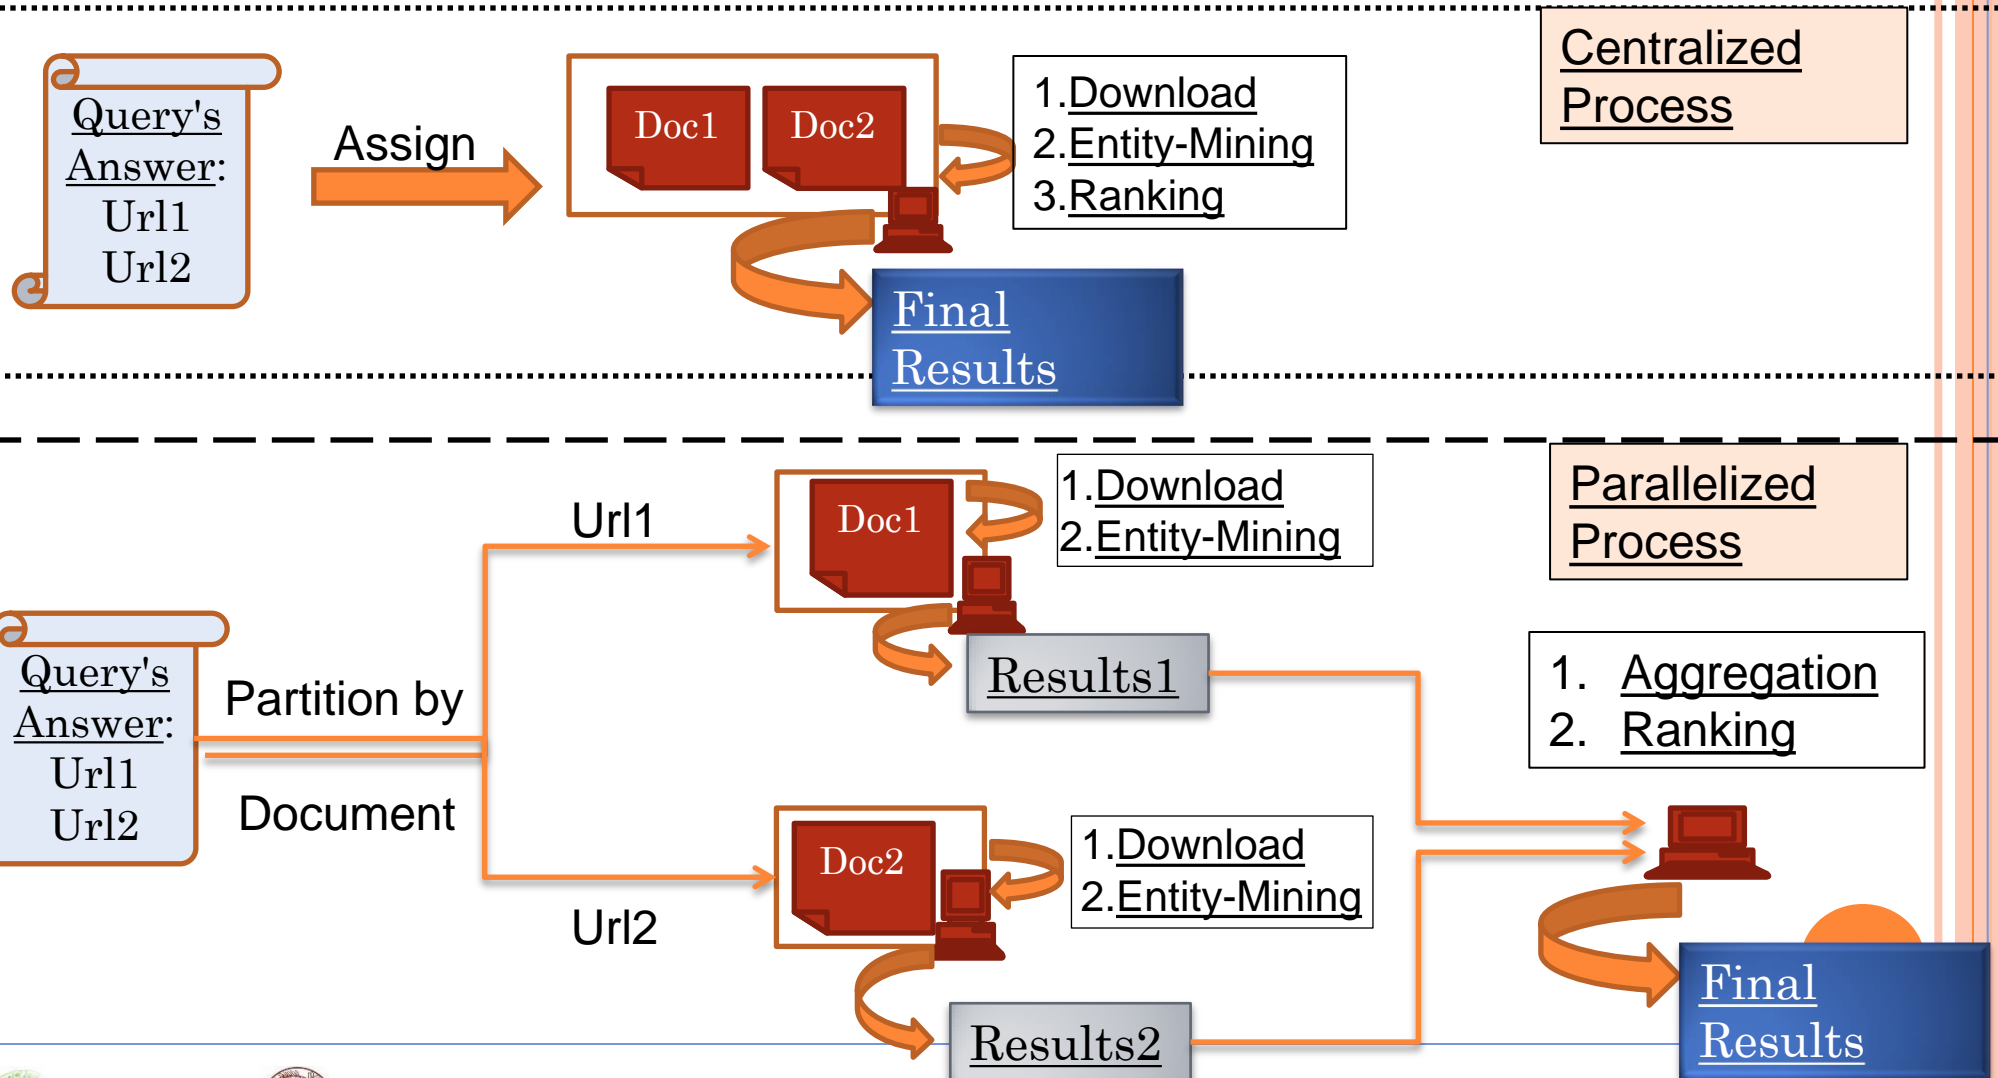 Centralized
Process
Query's
Answer:
Url1
Url2
Assign
Doc1
Doc2
1.Download
2.Entity-Mining
3.Ranking
Final
Results
Parallelized
Process
Query's
Answer:
Url1
Url2
Partition by
Document
Url1
Doc1
1.Download
2.Entity-Mining
Results1
Url2
Doc2
1.Download
2.Entity-Mining
Results2
1. Aggregation
2. Ranking
Final
Results